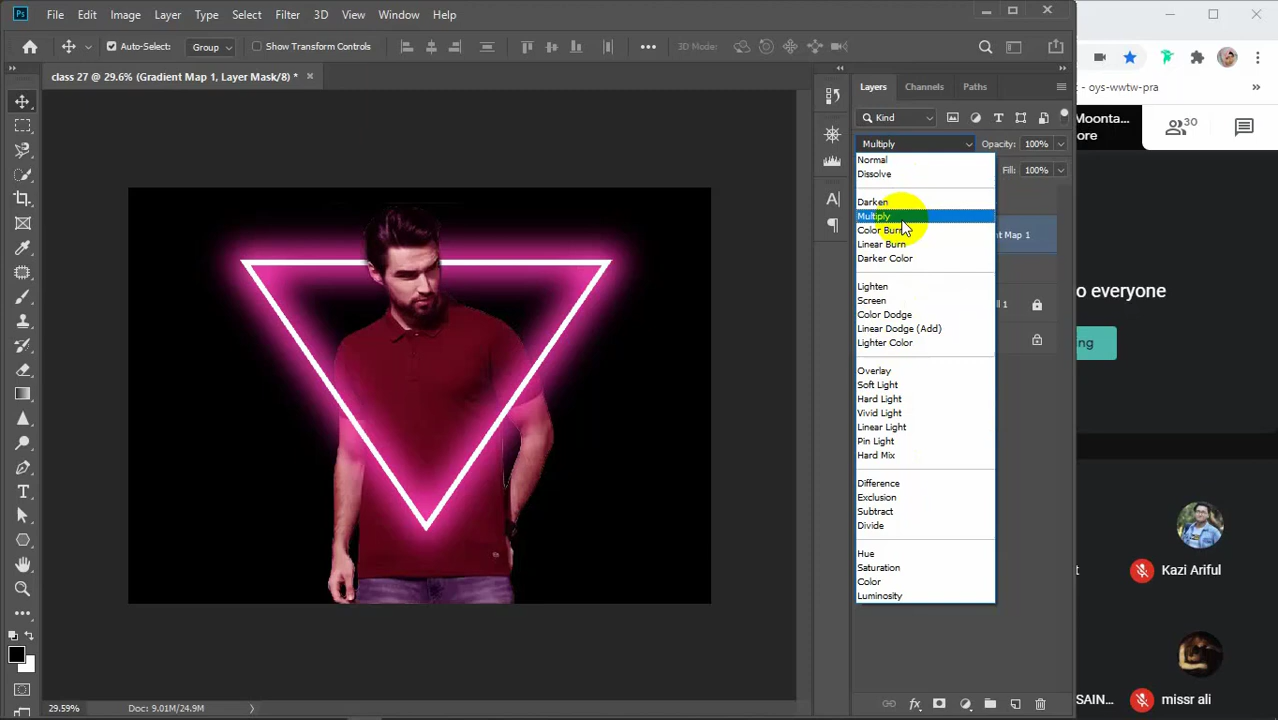 Ps File Edit Image Layer Type Select Filter 3D View Window Help
Auto-Select: Group Show Transform Controls 3D Mode:
class 27 @ 29.6% (Gradient Map 1, Layer Mask/8) *
Layers Channels Paths
Kind
Multiply Opacity: 100%
Normal
Fill: 100%
Dissolve
Darken
Multiply
Color Burn
nt Map 1
Linear Burn
Darker Color
Lighten
Screen
ll 1
Color Dodge
Linear Dodge (Add)
Lighter Color
Overlay
Soft Light
Hard Light
Vivid Light
Linear Light
Pin Light
Hard Mix
Difference
Exclusion
Subtract
Divide
Hue
Saturation
Color
Luminosity
29.59% Doc: 9.01M/24.9M
- oys-wwtw-pra
Moonta...
ore
30
o everyone
ng
t Kazi Ariful
SAIN... missr ali